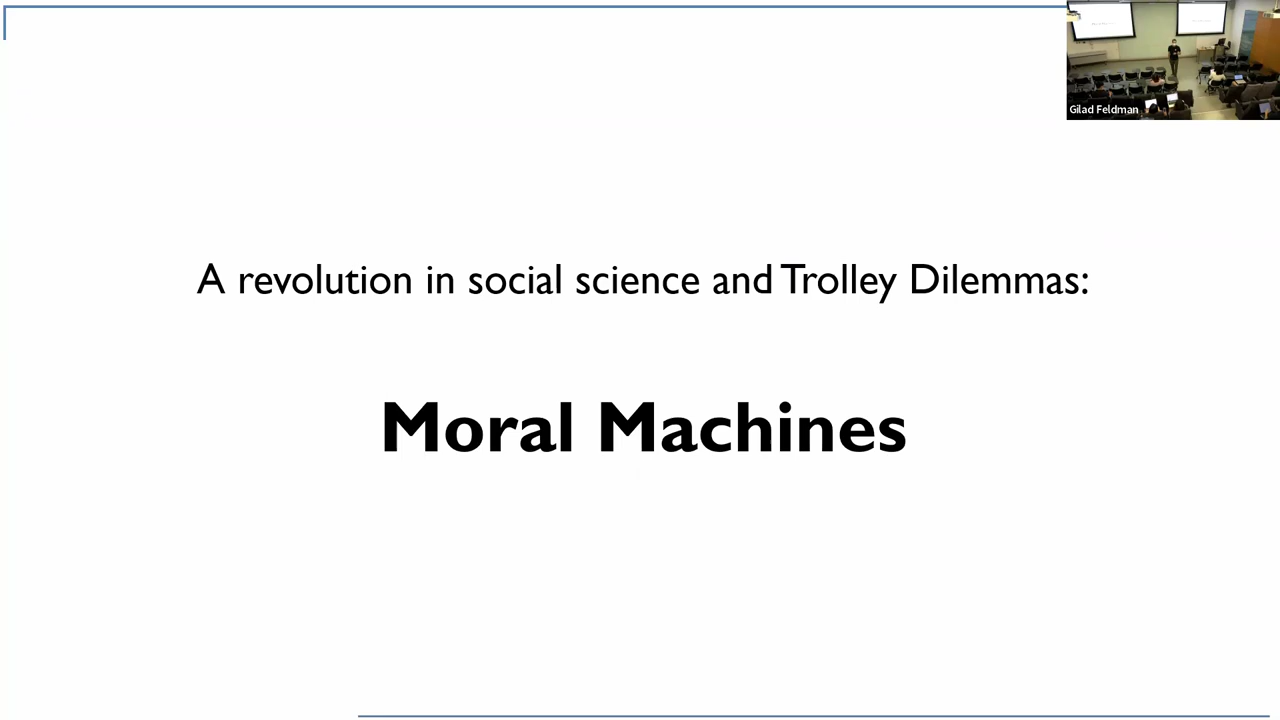 Gilad Feldman
A revolution in social science and Trolley Dilemmas:
Moral Machines